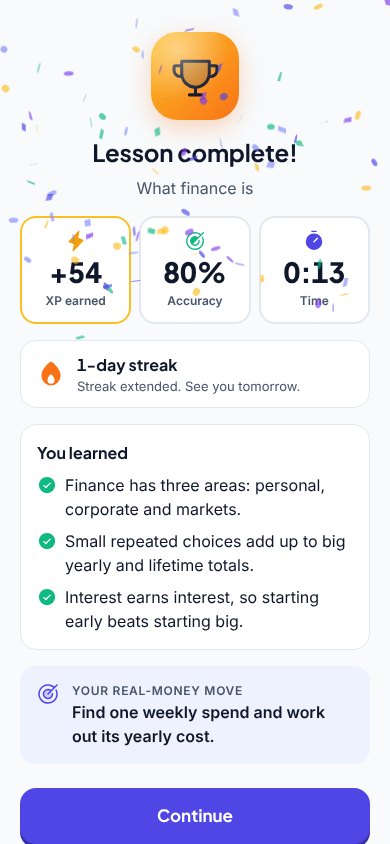 Lesson complete!
What finance is
+54
XP earned
80%
Accuracy
0:13
Time
1-day streak
Streak extended. See you tomorrow.
You learned
Finance has three areas: personal,
corporate and markets.
Small repeated choices add up to big
yearly and lifetime totals.
Interest earns interest, so starting
early beats starting big.
YOUR REAL-MONEY MOVE
Find one weekly spend and work
out its yearly cost.
Continue